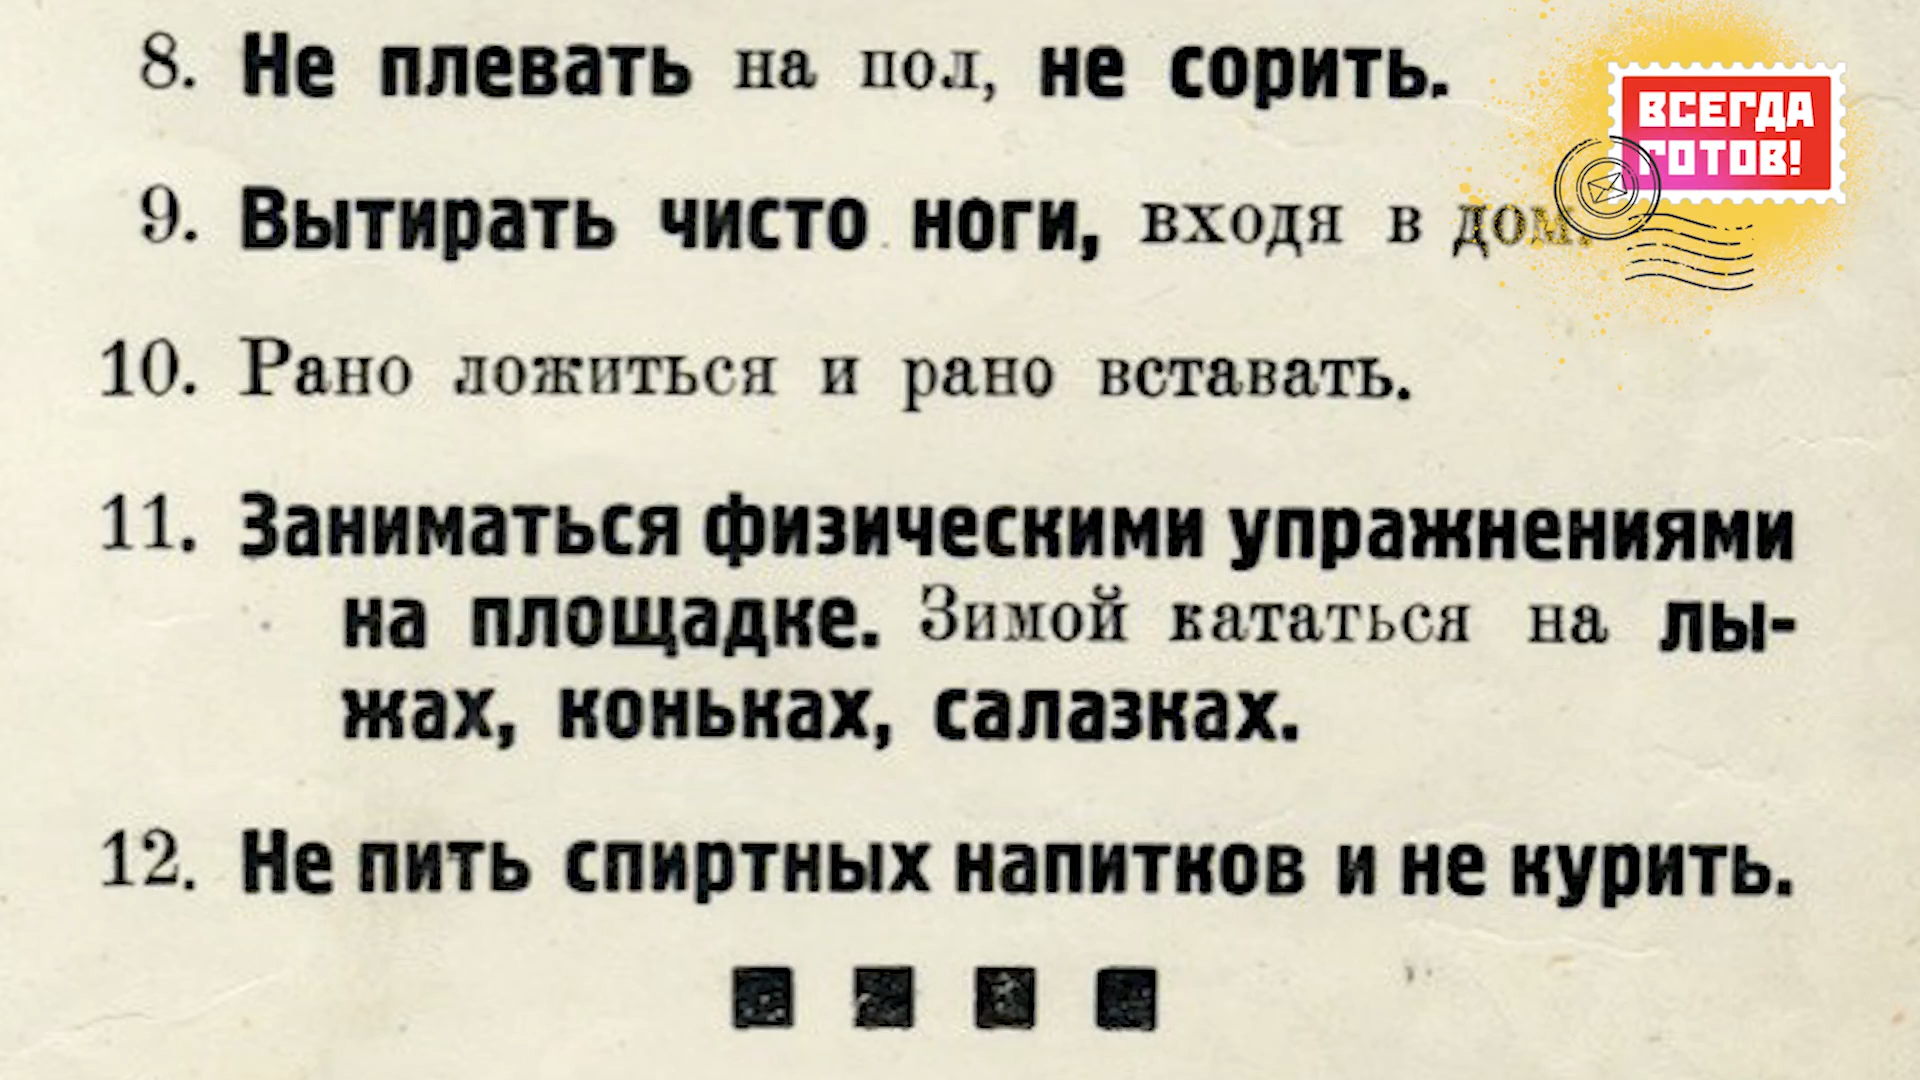 8. Не плевать на пол, не сорить.
ВСЕГДА
ГОТОВ!
9. Вытирать чисто ноги, входя в дом.
10. Рано ложиться и рано вставать.
11. Заниматься физическими упражнениями
на площадке. Зимой кататься на лы-
жах, коньках, салазках.
12. Не пить спиртных напитков и не курить.